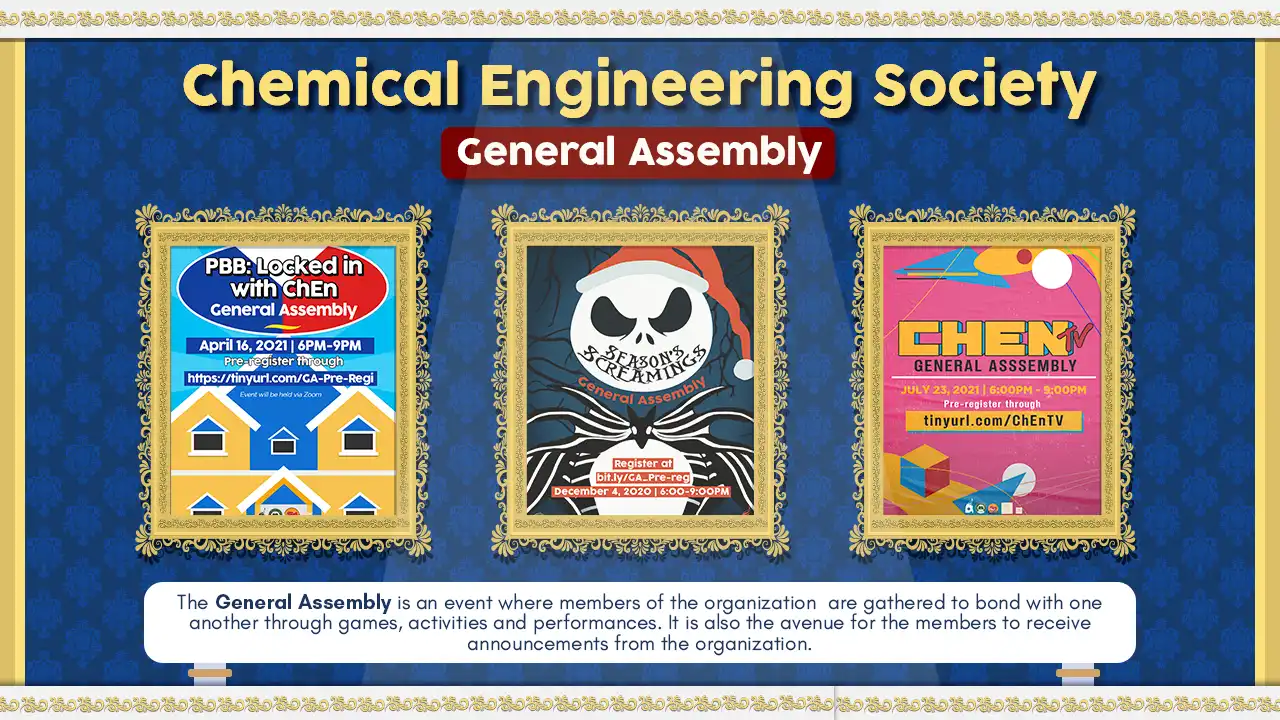 Chemical Engineering Society
General Assembly
PBB: Locked in
with ChEn
General Assembly
April 16, 2021 | 6PM-9PM
Pre-register through
https://tinyurl.com/GA-Pre-Regi
Event will be held via Zoom
SEASON'S
SCREAMINGS
General Assembly
Register at
bit.ly/GA_Pre-reg
December 4, 2020 | 6:00-9:00PM
CHEN TV
GENERAL ASSSEMBLY
JULY 23, 2021 | 6:00PM - 9:00PM
Pre-register through
tinyurl.com/ChEnTV
The General Assembly is an event where members of the organization are gathered to bond with one
another through games, activities and performances. It is also the avenue for the members to receive
announcements from the organization.